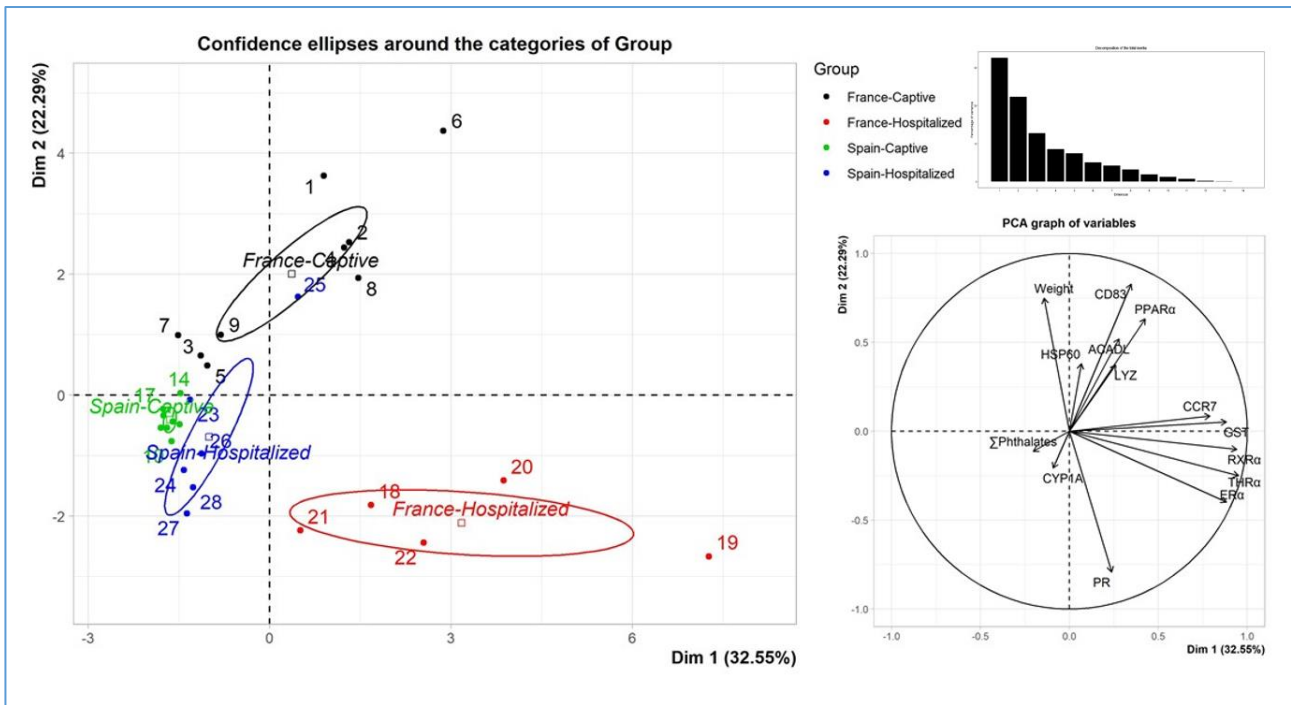 Confidence ellipses around the categories of Group
Dim 2 (22.29%)
4
2
0
-2
-3
0
3
6
Dim 1 (32.55%)
6
1
2
4
France-Captive
25
8
9
7
3
5
14
17
Spain-Captive
23
26
Spain-Hospitalized
24
28
27
20
18
France-Hospitalized
21
22
19
Group
France-Captive
France-Hospitalized
Spain-Captive
Spain-Hospitalized
PCA graph of variables
Dim 2 (22.29%)
1.0
0.5
0.0
-0.5
-1.0
Weight
CD83
PPARα
HSP60
ACADL
LYZ
CCR7
GST
∑Phthalates
RXRα
CYP1A
THRα
ERα
PR
-1.0
-0.5
0.0
0.5
1.0
Dim 1 (32.55%)